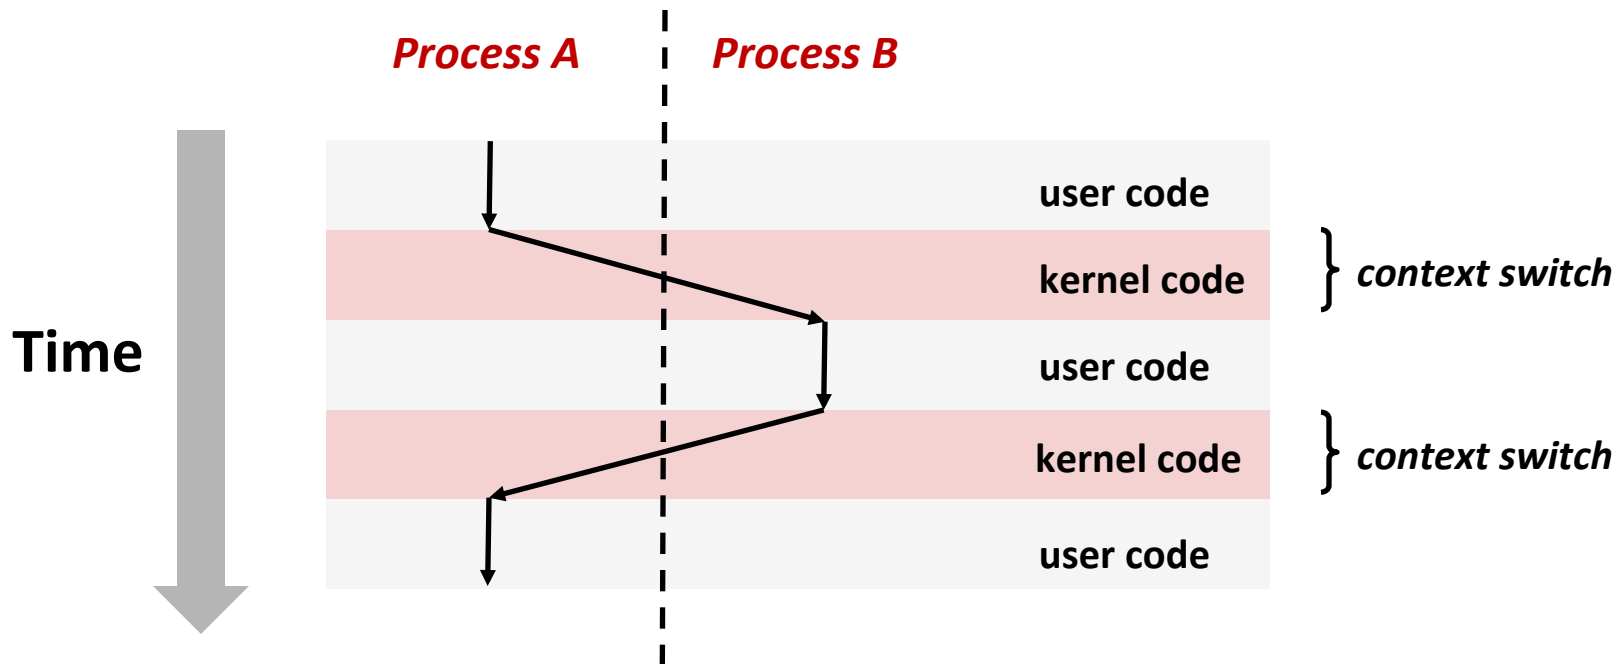 Process A
Process B
user code
kernel code
context switch
Time
user code
kernel code
context switch
user code